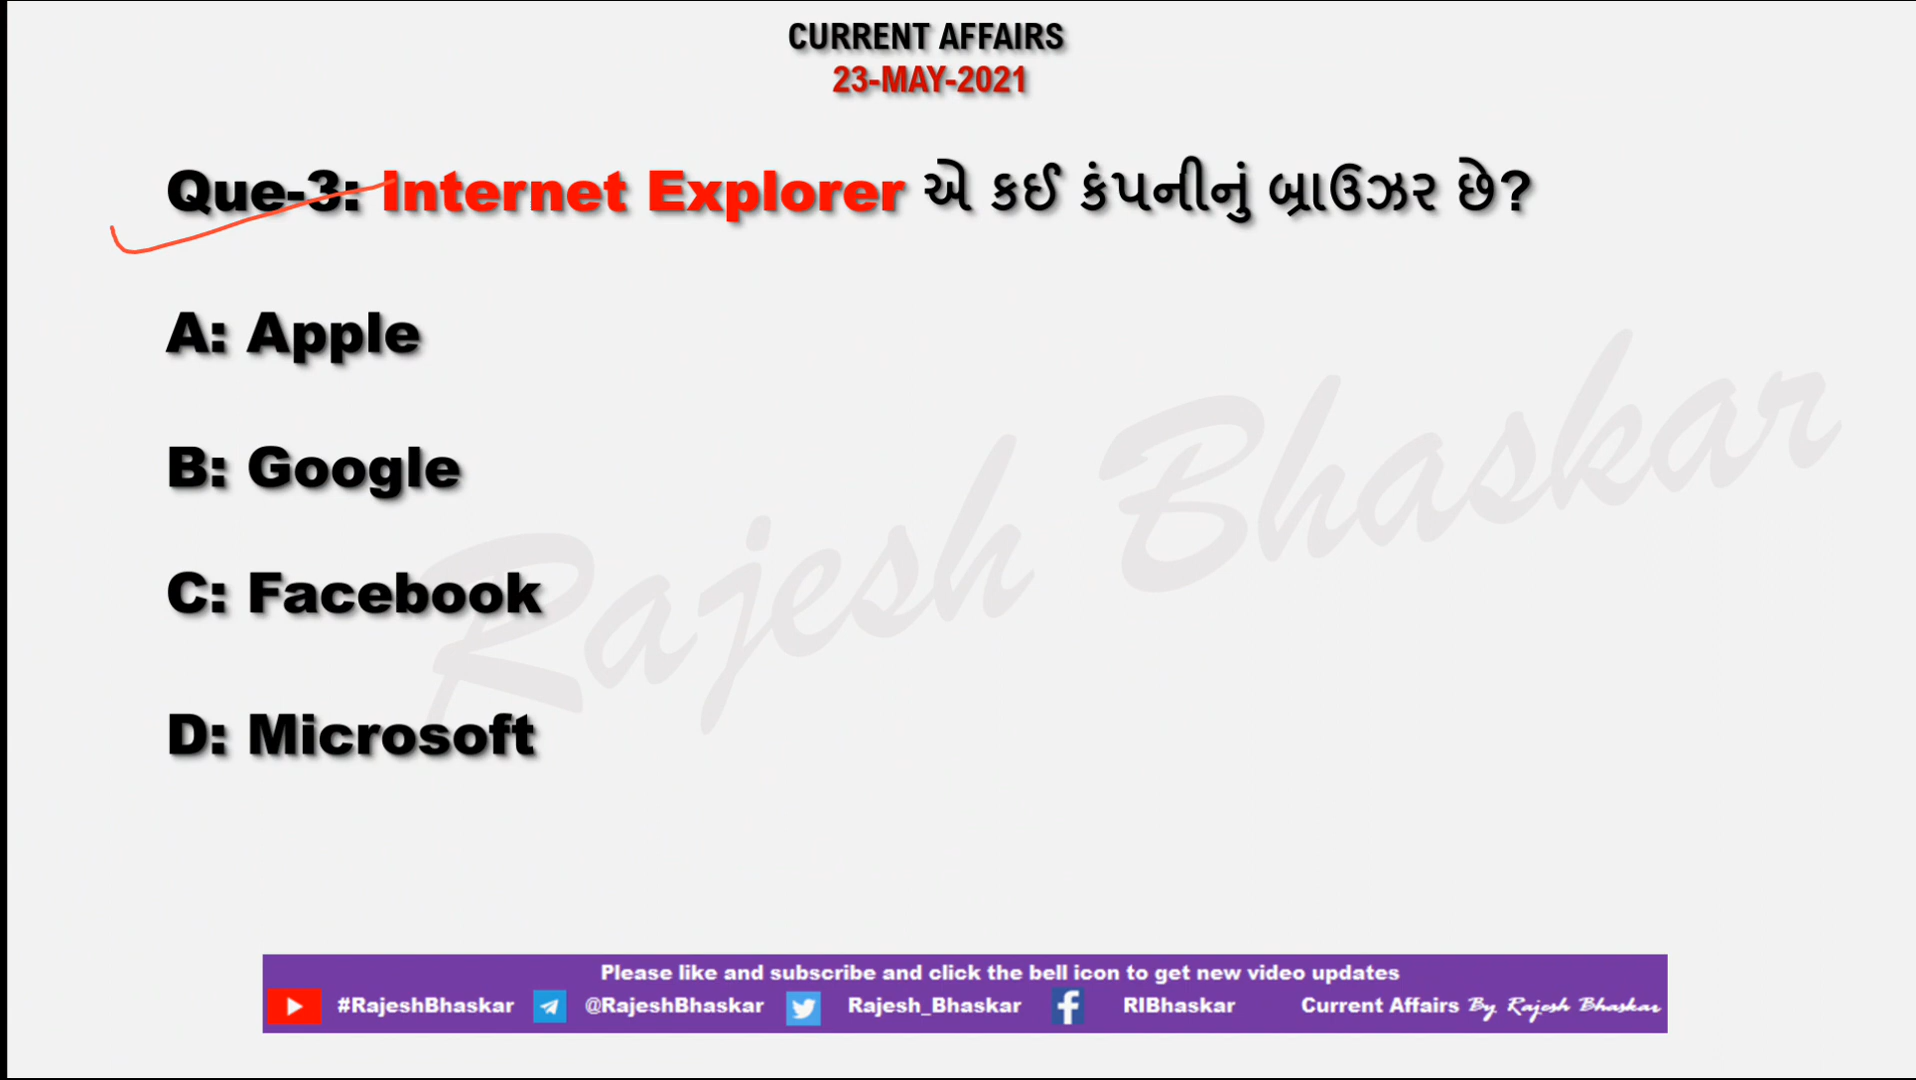 CURRENT AFFAIRS
23-MAY-2021
Que-3: Internet Explorer એ કઈ કંપનીનું બ્રાઉઝર છે?
A: Apple
B: Google
C: Facebook
D: Microsoft
Rajesh Bhaskar
Please like and subscribe and click the bell icon to get new video updates
#RajeshBhaskar @RajeshBhaskar Rajesh_Bhaskar RIBhaskar Current Affairs By Rajesh Bhaskar